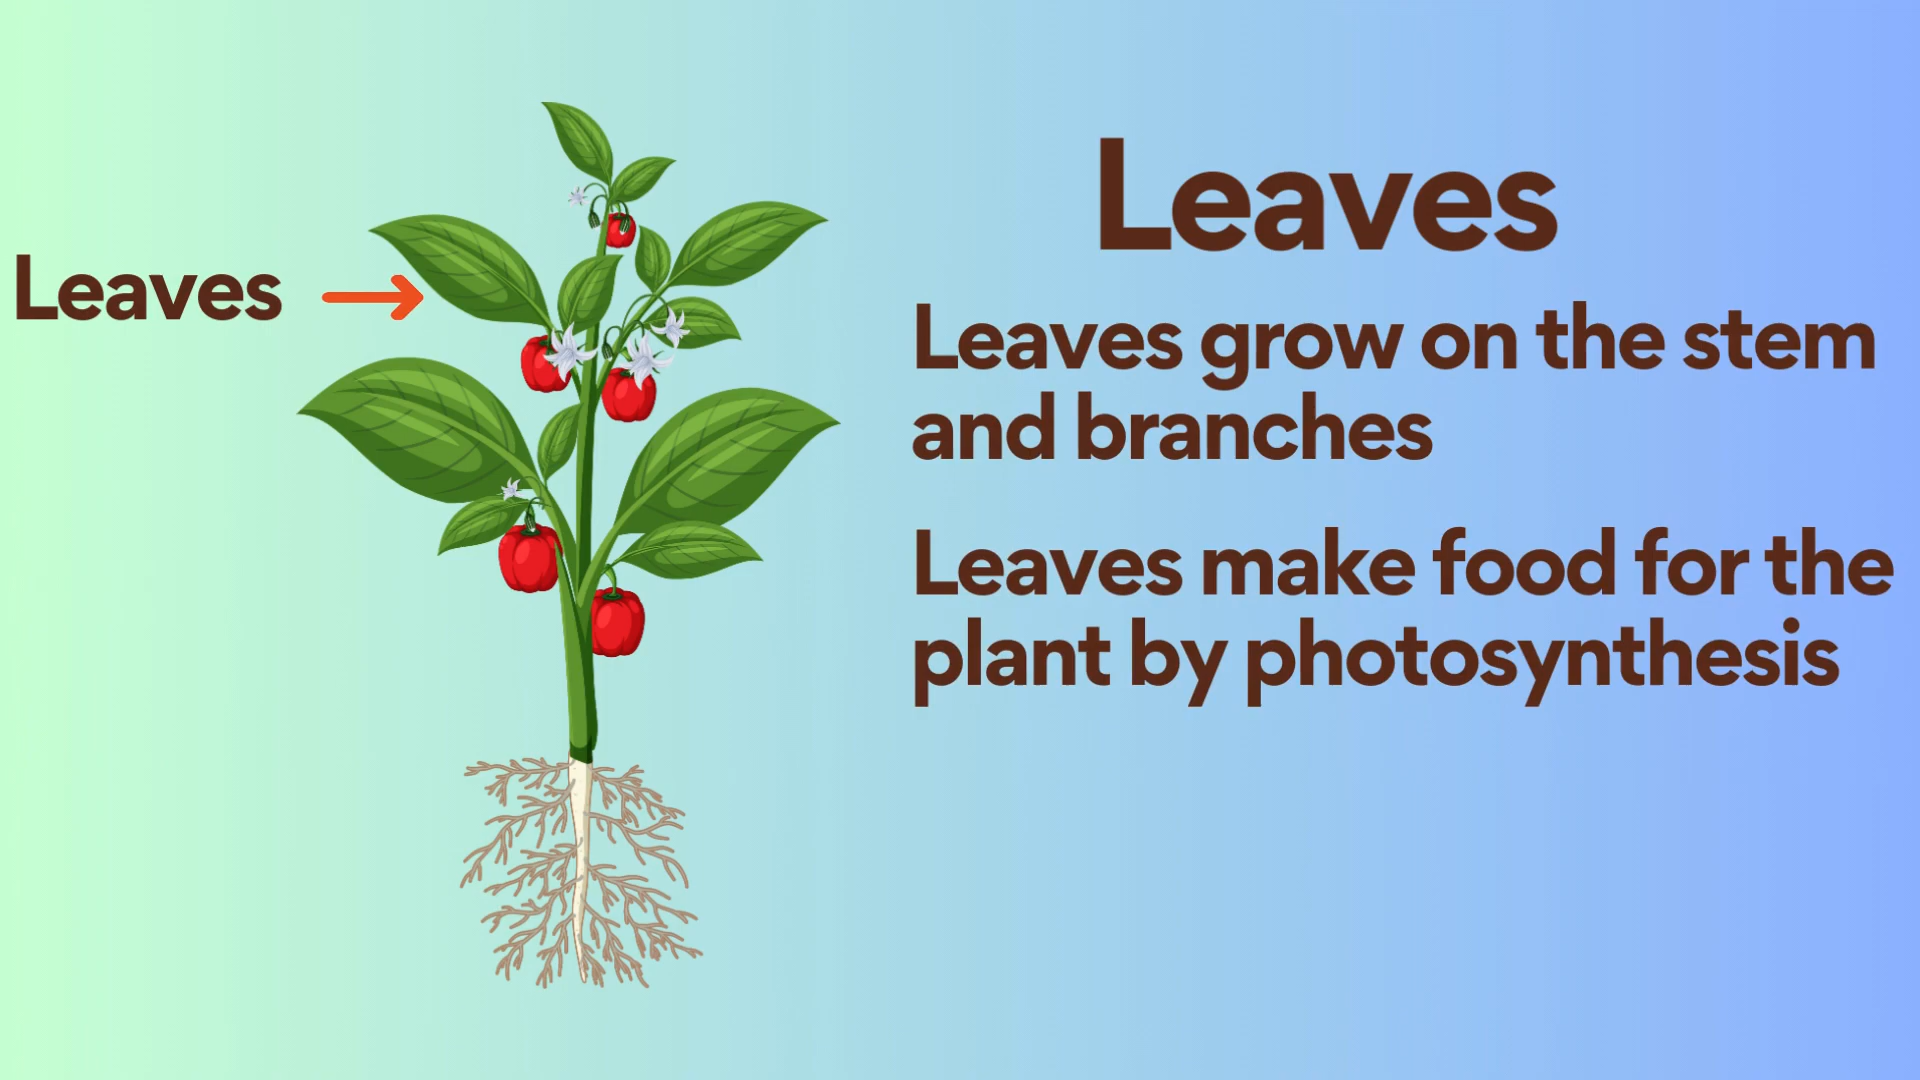 Leaves
Leaves
Leaves grow on the stem
and branches
Leaves make food for the
plant by photosynthesis